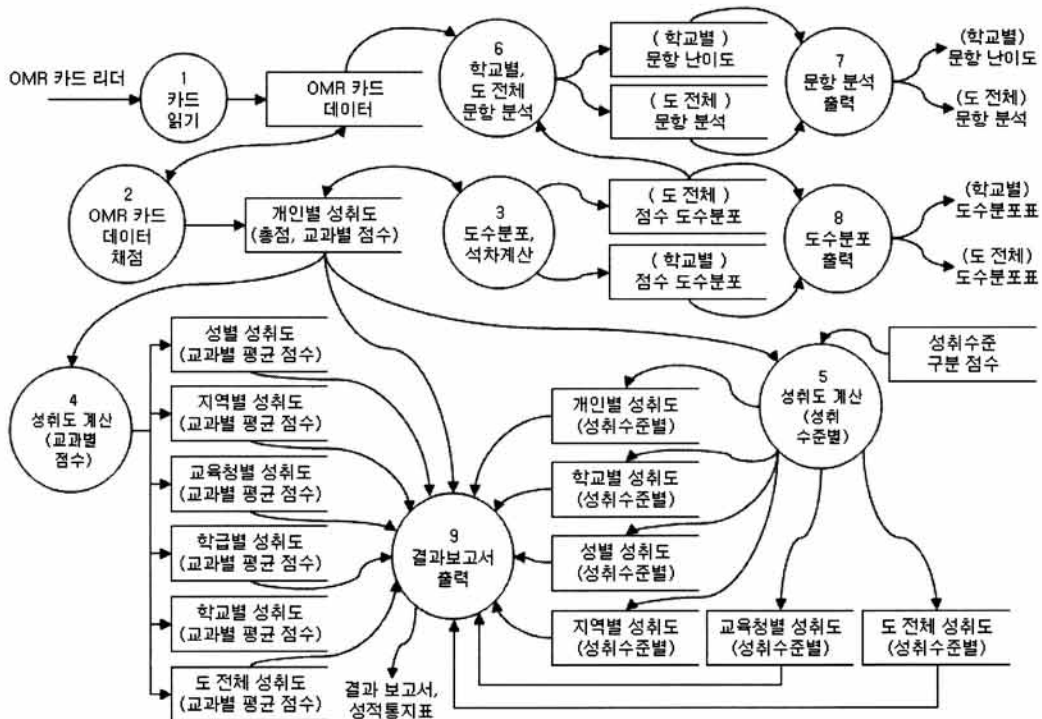 OMR 카드 리더
1
카드
읽기
OMR 카드
데이터
6
학교별,
도 전체
문항 분석
( 학교별 )
문항 난이도
( 도 전체 )
문항 분석
7
문항 분석
출력
(학교별)
문항 난이도
(도 전체)
문항 분석
2
OMR 카드
데이터
채점
개인별 성취도
(총점, 교과별 점수)
3
도수분포,
석차계산
( 도 전체 )
점수 도수분포
( 학교별 )
점수 도수분포
8
도수분포
출력
(학교별)
도수분포표
(도 전체)
도수분포표
4
성취도 계산
(교과별
점수)
성별 성취도
(교과별 평균 점수)
지역별 성취도
(교과별 평균 점수)
교육청별 성취도
(교과별 평균 점수)
학급별 성취도
(교과별 평균 점수)
학교별 성취도
(교과별 평균 점수)
도 전체 성취도
(교과별 평균 점수)
9
결과보고서
출력
결과 보고서,
성적통지표
개인별 성취도
(성취수준별)
학교별 성취도
(성취수준별)
성별 성취도
(성취수준별)
지역별 성취도
(성취수준별)
5
성취도 계산
(성취
수준별)
성취수준
구분 점수
교육청별 성취도
(성취수준별)
도 전체 성취도
(성취수준별)